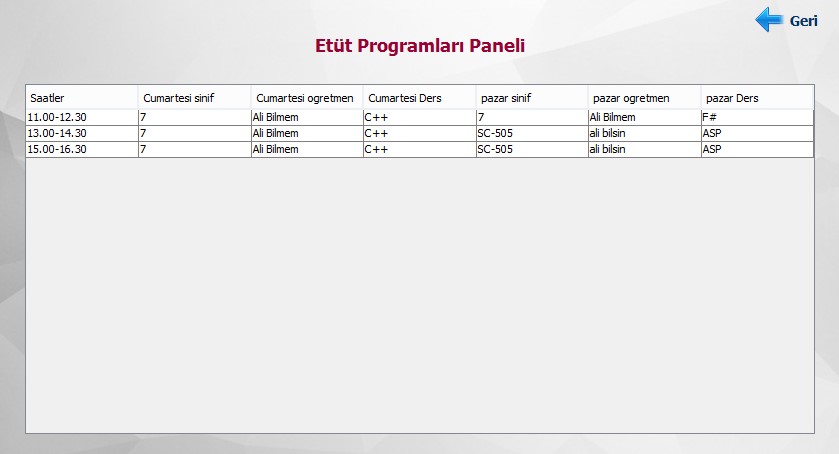 Geri
Etüt Programları Paneli
Saatler Cumartesi sinif Cumartesi ogretmen Cumartesi Ders pazar sinif pazar ogretmen pazar Ders
11.00-12.30 7 Ali Bilmem C++ 7 Ali Bilmem F#
13.00-14.30 7 Ali Bilmem C++ SC-505 ali bilsin ASP
15.00-16.30 7 Ali Bilmem C++ SC-505 ali bilsin ASP